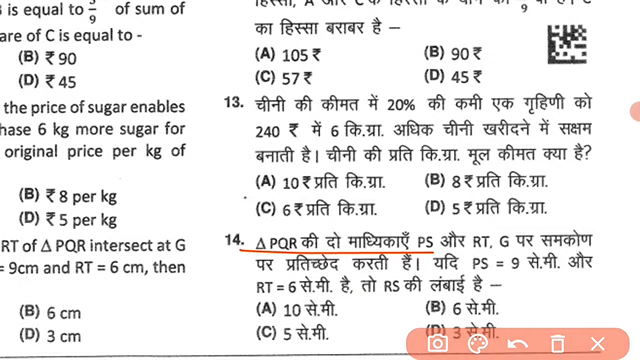 B is equal to 9 of sum of
are of C is equal to -
(B) ₹ 90
(D) ₹ 45
the price of sugar enables
hase 6 kg more sugar for
original price per kg of
(B) ₹ 8 per kg
(D) ₹ 5 per kg
RT of Δ PQR intersect at G
= 9cm and RT = 6 cm, then
(B) 6 cm
(D) 3 cm
हिस्सा, A और C के
का हिस्सा बराबर है –
(A) 105 ₹ (B) 90 ₹
(C) 57 ₹ (D) 45 ₹
13. चीनी की कीमत में 20% की कमी एक गृहिणी को
240 ₹ में 6 कि.ग्रा. अधिक चीनी खरीदने में सक्षम
बनाती है। चीनी की प्रति कि.ग्रा. मूल कीमत क्या है?
(A) 10 ₹ प्रति कि.ग्रा. (B) 8 ₹ प्रति कि.ग्रा.
(C) 6 ₹ प्रति कि.ग्रा. (D) 5 ₹ प्रति कि.ग्रा.
14. Δ PQR की दो माध्यिकाएँ PS और RT, G पर समकोण
पर प्रतिच्छेद करती हैं। यदि PS = 9 से.मी. और
RT = 6 से.मी. है, तो RS की लंबाई है –
(A) 10 से.मी. (B) 6 से.मी.
(C) 5 से.मी. (D) 3 से.मी.